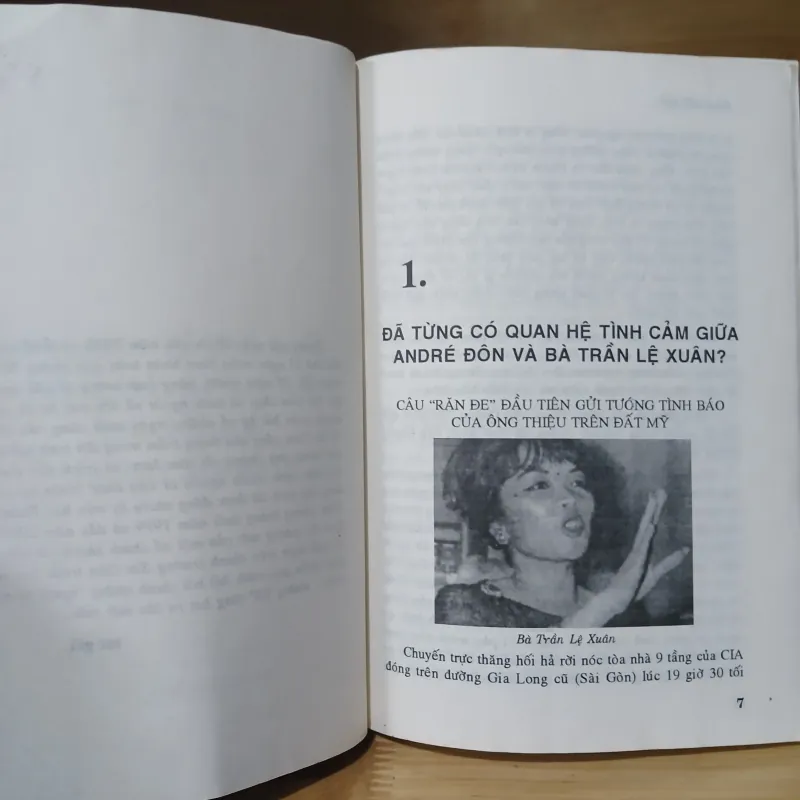 1.
ĐÃ TỪNG CÓ QUAN HỆ TÌNH CẢM GIỮA
ANDRÉ ĐÔN VÀ BÀ TRẦN LỆ XUÂN?
CÂU “RĂN ĐE” ĐẦU TIÊN GỬI TƯỚNG TÌNH BÁO
CỦA ÔNG THIỆU TRÊN ĐẤT MỸ
Bà Trần Lệ Xuân
Chuyến trực thăng hối hả rời nóc tòa nhà 9 tầng của CIA
đóng trên đường Gia Long cũ (Sài Gòn) lúc 19 giờ 30 tối
7